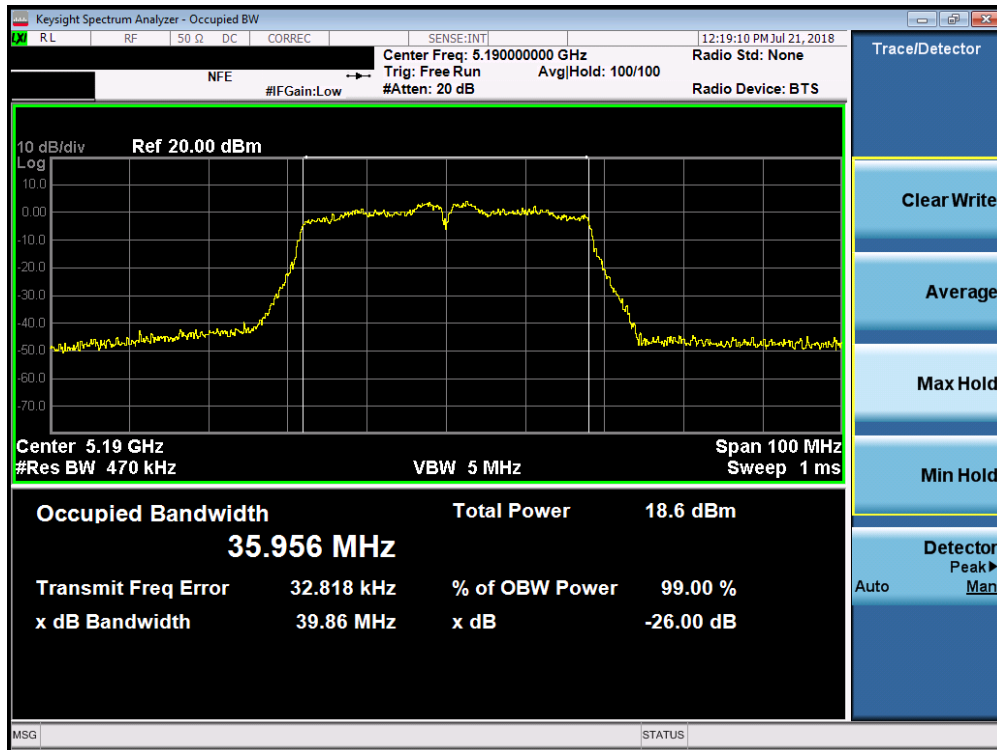 Keysight Spectrum Analyzer - Occupied BW
LXI RL RF 50 Ω DC CORREC SENSE:INT 12:19:10 PM Jul 21, 2018
Center Freq: 5.190000000 GHz Radio Std: None
NFE Trig: Free Run Avg|Hold: 100/100
#IFGain:Low #Atten: 20 dB Radio Device: BTS
Trace/Detector
10 dB/div Ref 20.00 dBm
Log
10.0
0.00
-10.0
-20.0
-30.0
-40.0
-50.0
-60.0
-70.0
Center 5.19 GHz Span 100 MHz
#Res BW 470 kHz VBW 5 MHz Sweep 1 ms
Occupied Bandwidth Total Power 18.6 dBm
35.956 MHz
Transmit Freq Error 32.818 kHz % of OBW Power 99.00 %
x dB Bandwidth 39.86 MHz x dB -26.00 dB
Clear Write
Average
Max Hold
Min Hold
Detector
Peak▶
Auto Man
MSG STATUS